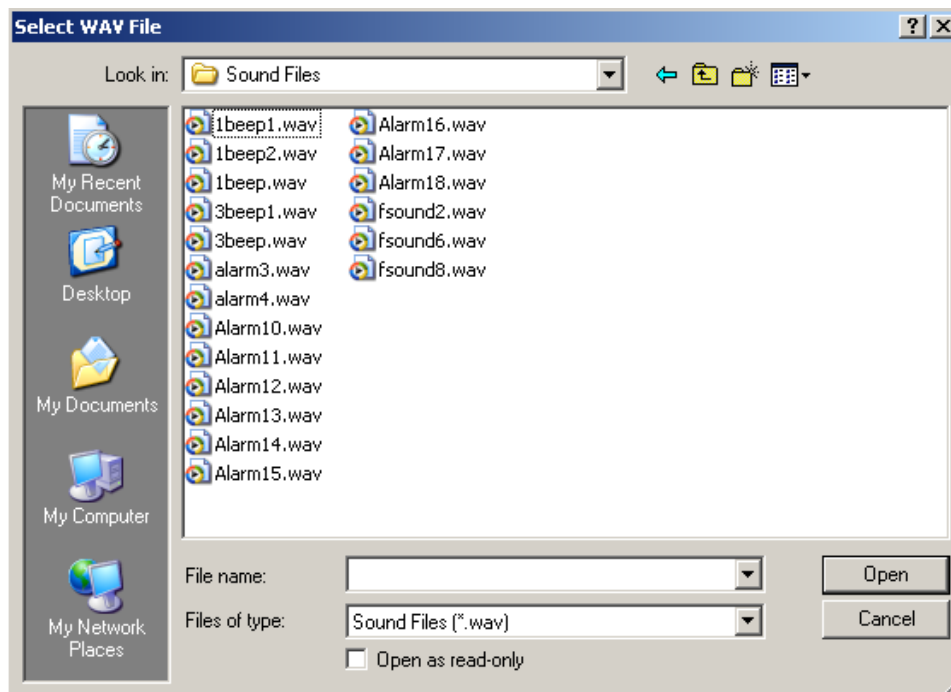 Select WAV File
Look in: Sound Files
My Recent
Documents
Desktop
My Documents
My Computer
My Network
Places
1beep1.wav
1beep2.wav
1beep.wav
3beep1.wav
3beep.wav
alarm3.wav
alarm4.wav
Alarm10.wav
Alarm11.wav
Alarm12.wav
Alarm13.wav
Alarm14.wav
Alarm15.wav
Alarm16.wav
Alarm17.wav
Alarm18.wav
fsound2.wav
fsound6.wav
fsound8.wav
File name:
Open
Files of type: Sound Files (*.wav)
Cancel
Open as read-only